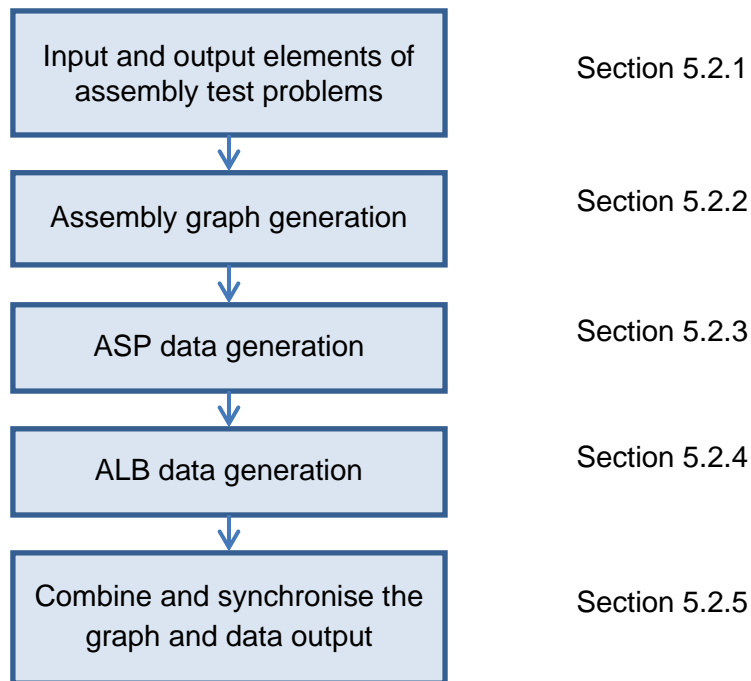 Input and output elements of
assembly test problems
Section 5.2.1
Assembly graph generation
Section 5.2.2
ASP data generation
Section 5.2.3
ALB data generation
Section 5.2.4
Combine and synchronise the
graph and data output
Section 5.2.5